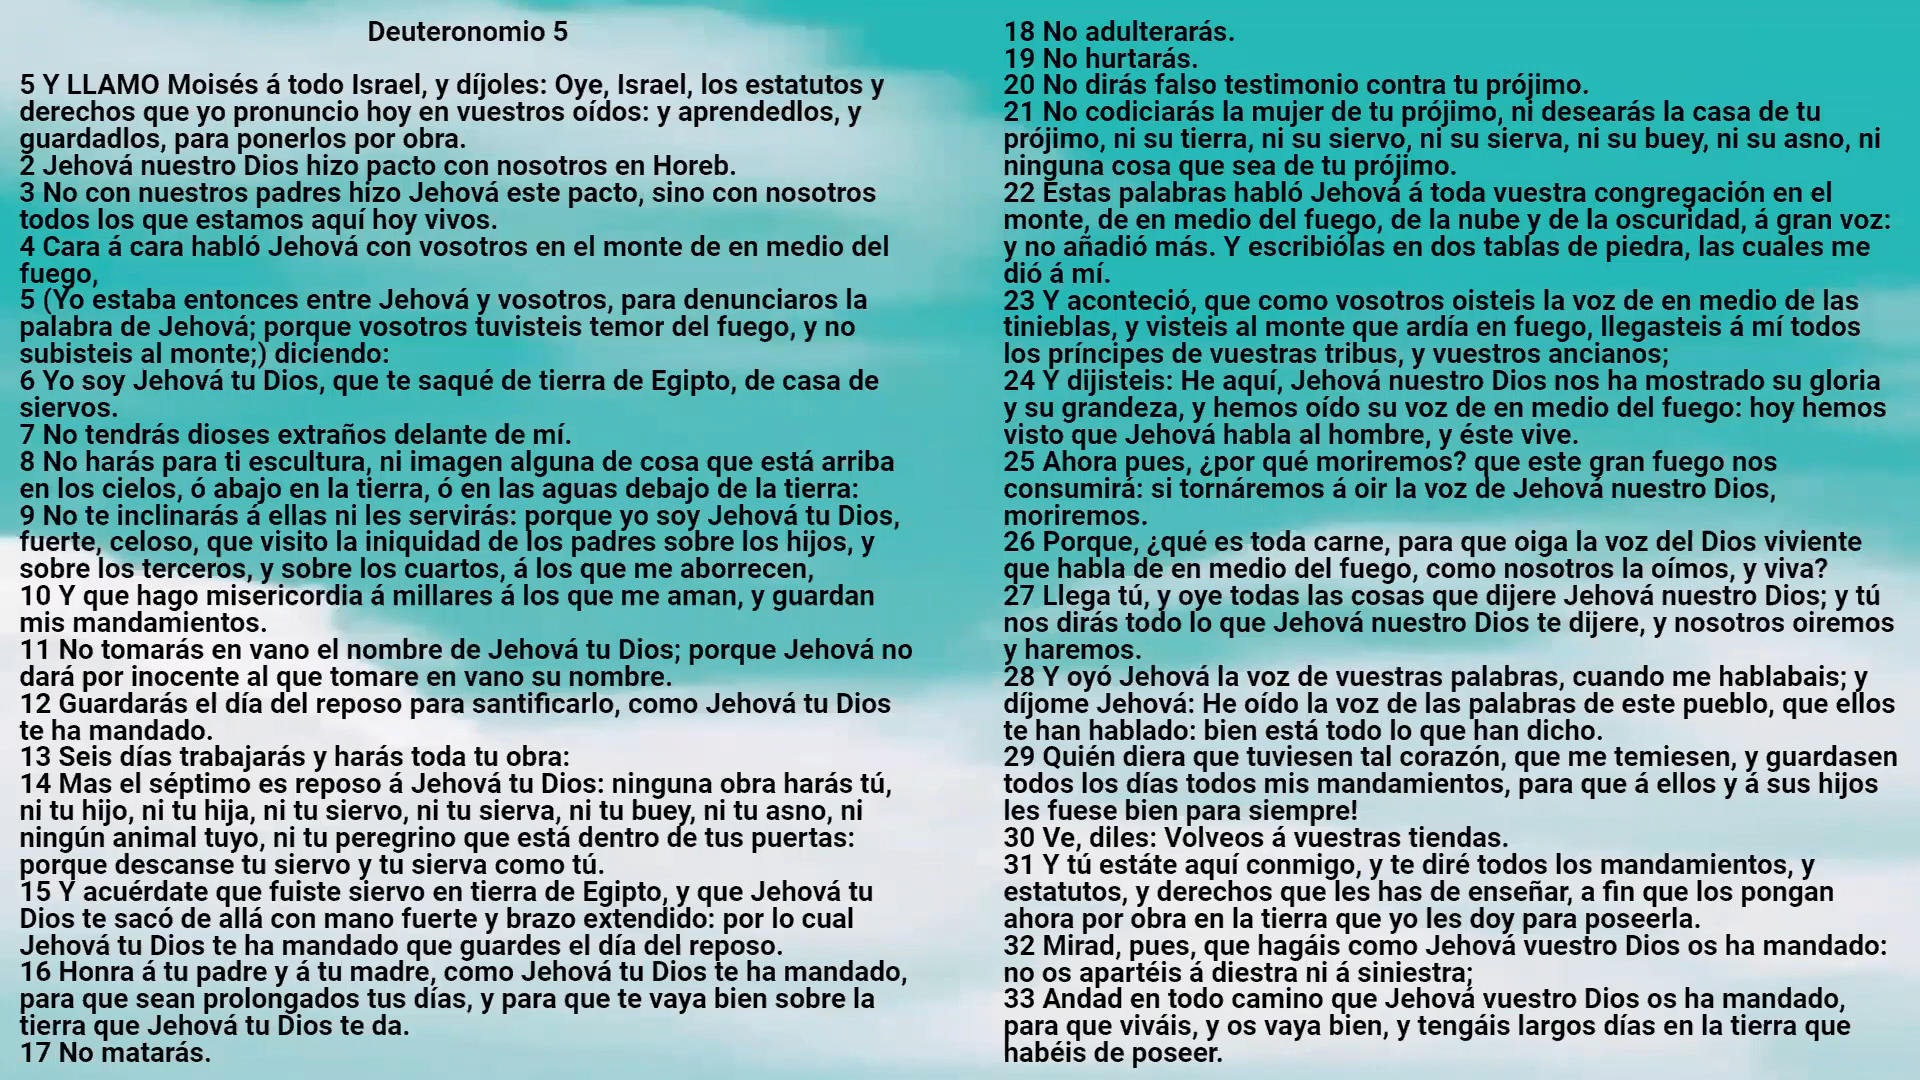 Deuteronomio 5
5 Y LLAMO Moisés á todo Israel, y díjoles: Oye, Israel, los estatutos y
derechos que yo pronuncio hoy en vuestros oídos: y aprendedlos, y
guardadlos, para ponerlos por obra.
2 Jehová nuestro Dios hizo pacto con nosotros en Horeb.
3 No con nuestros padres hizo Jehová este pacto, sino con nosotros
todos los que estamos aquí hoy vivos.
4 Cara á cara habló Jehová con vosotros en el monte de en medio del
fuego,
5 (Yo estaba entonces entre Jehová y vosotros, para denunciaros la
palabra de Jehová; porque vosotros tuvisteis temor del fuego, y no
subisteis al monte;) diciendo:
6 Yo soy Jehová tu Dios, que te saqué de tierra de Egipto, de casa de
siervos.
7 No tendrás dioses extraños delante de mí.
8 No harás para ti escultura, ni imagen alguna de cosa que está arriba
en los cielos, ó abajo en la tierra, ó en las aguas debajo de la tierra:
9 No te inclinarás á ellas ni les servirás: porque yo soy Jehová tu Dios,
fuerte, celoso, que visito la iniquidad de los padres sobre los hijos, y
sobre los terceros, y sobre los cuartos, á los que me aborrecen,
10 Y que hago misericordia á millares á los que me aman, y guardan
mis mandamientos.
11 No tomarás en vano el nombre de Jehová tu Dios; porque Jehová no
dará por inocente al que tomare en vano su nombre.
12 Guardarás el día del reposo para santificarlo, como Jehová tu Dios
te ha mandado.
13 Seis días trabajarás y harás toda tu obra:
14 Mas el séptimo es reposo á Jehová tu Dios: ninguna obra harás tú,
ni tu hijo, ni tu hija, ni tu siervo, ni tu sierva, ni tu buey, ni tu asno, ni
ningún animal tuyo, ni tu peregrino que está dentro de tus puertas:
porque descanse tu siervo y tu sierva como tú.
15 Y acuérdate que fuiste siervo en tierra de Egipto, y que Jehová tu
Dios te sacó de allá con mano fuerte y brazo extendido: por lo cual
Jehová tu Dios te ha mandado que guardes el día del reposo.
16 Honra á tu padre y á tu madre, como Jehová tu Dios te ha mandado,
para que sean prolongados tus días, y para que te vaya bien sobre la
tierra que Jehová tu Dios te da.
17 No matarás.
18 No adulterarás.
19 No hurtarás.
20 No dirás falso testimonio contra tu prójimo.
21 No codiciarás la mujer de tu prójimo, ni desearás la casa de tu
prójimo, ni su tierra, ni su siervo, ni su sierva, ni su buey, ni su asno, ni
ninguna cosa que sea de tu prójimo.
22 Estas palabras habló Jehová á toda vuestra congregación en el
monte, de en medio del fuego, de la nube y de la oscuridad, á gran voz:
y no añadió más. Y escribiólas en dos tablas de piedra, las cuales me
dió á mí.
23 Y aconteció, que como vosotros oisteis la voz de en medio de las
tinieblas, y visteis al monte que ardía en fuego, llegasteis á mí todos
los príncipes de vuestras tribus, y vuestros ancianos;
24 Y dijisteis: He aquí, Jehová nuestro Dios nos ha mostrado su gloria
y su grandeza, y hemos oído su voz de en medio del fuego: hoy hemos
visto que Jehová habla al hombre, y éste vive.
25 Ahora pues, ¿por qué moriremos? que este gran fuego nos
consumirá: si tornáremos á oir la voz de Jehová nuestro Dios,
moriremos.
26 Porque, ¿qué es toda carne, para que oiga la voz del Dios viviente
que habla de en medio del fuego, como nosotros la oímos, y viva?
27 Llega tú, y oye todas las cosas que dijere Jehová nuestro Dios; y tú
nos dirás todo lo que Jehová nuestro Dios te dijere, y nosotros oiremos
y haremos.
28 Y oyó Jehová la voz de vuestras palabras, cuando me hablabais; y
díjome Jehová: He oído la voz de las palabras de este pueblo, que ellos
te han hablado: bien está todo lo que han dicho.
29 Quién diera que tuviesen tal corazón, que me temiesen, y guardasen
todos los días todos mis mandamientos, para que á ellos y á sus hijos
les fuese bien para siempre!
30 Ve, diles: Volveos á vuestras tiendas.
31 Y tú estáte aquí conmigo, y te diré todos los mandamientos, y
estatutos, y derechos que les has de enseñar, a fin que los pongan
ahora por obra en la tierra que yo les doy para poseerla.
32 Mirad, pues, que hagáis como Jehová vuestro Dios os ha mandado:
no os apartéis á diestra ni á siniestra;
33 Andad en todo camino que Jehová vuestro Dios os ha mandado,
para que viváis, y os vaya bien, y tengáis largos días en la tierra que
habéis de poseer.